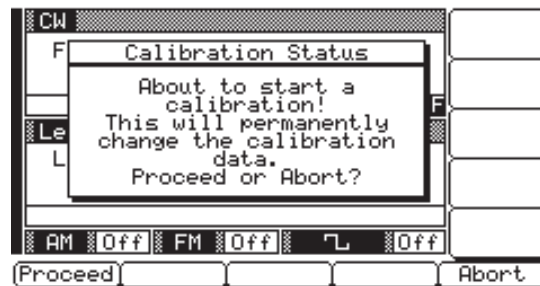 CW
F
Calibration Status
About to start a
calibration!
This will permanently
change the calibration
data.
Proceed or Abort?
F
Le
L
AM Off FM Off Off
Proceed Abort